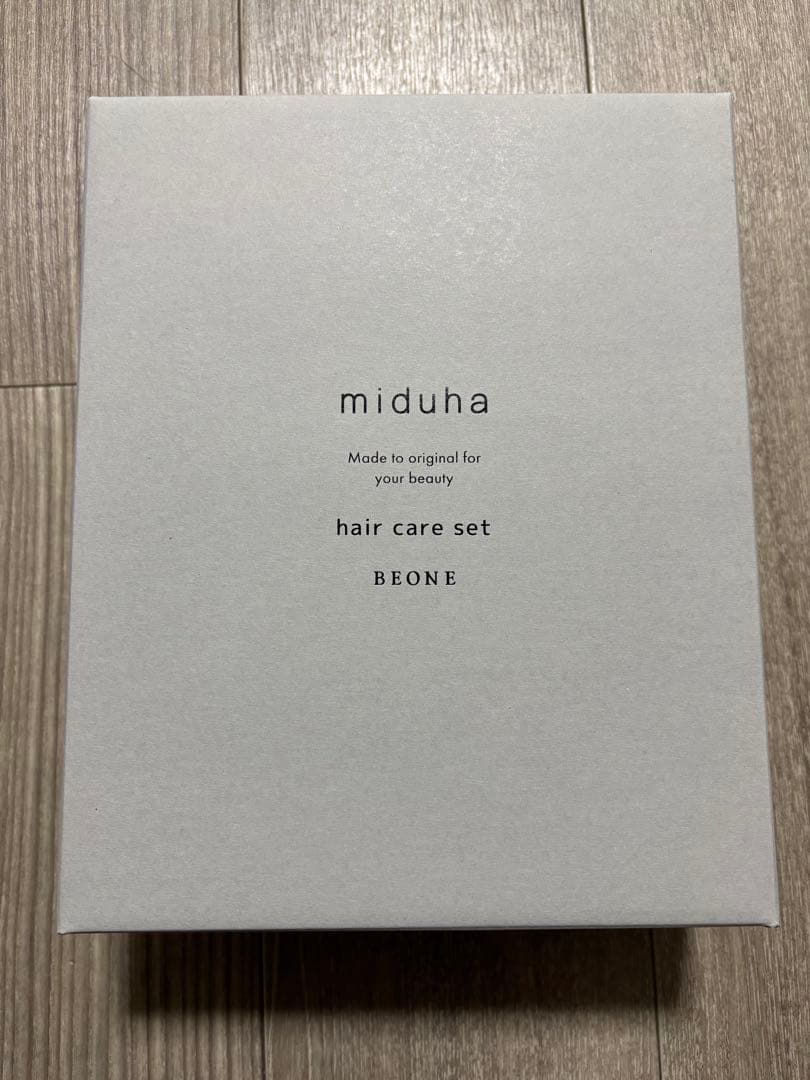 miduha
Made to original for
your beauty
hair care set
BEONE